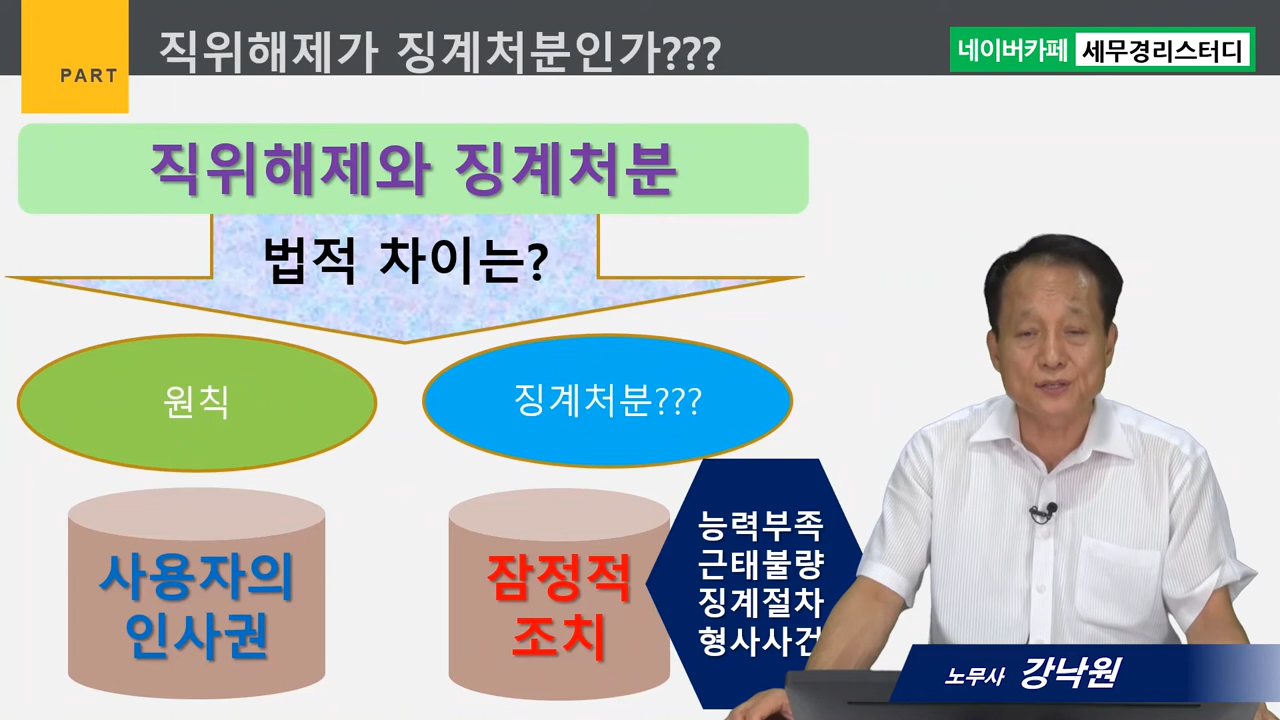 직위해제가 징계처분인가???
PART
네이버카페 세무경리스터디
직위해제와 징계처분
법적 차이는?
원칙
징계처분???
사용자의
인사권
잠정적
조치
능력부족
근태불량
징계절차
형사사건
노무사 강낙원